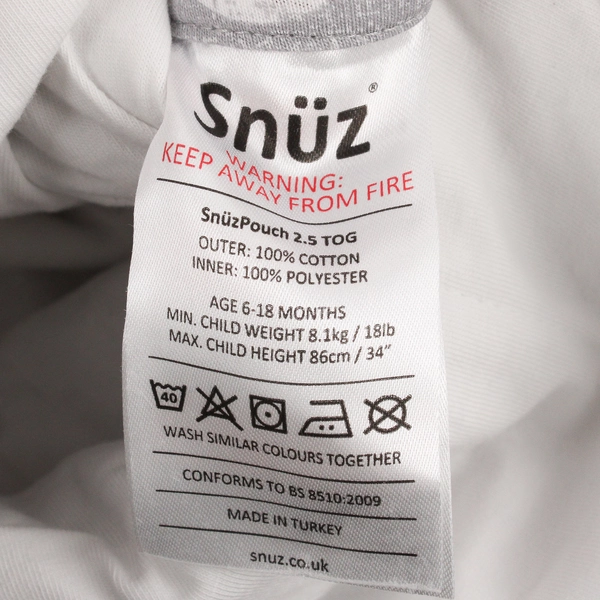 Snüz®
WARNING:
KEEP AWAY FROM FIRE
SnüzPouch 2.5 TOG
OUTER: 100% COTTON
INNER: 100% POLYESTER
AGE 6-18 MONTHS
MIN. CHILD WEIGHT 8.1kg / 18lb
MAX. CHILD HEIGHT 86cm / 34”
40
WASH SIMILAR COLOURS TOGETHER
CONFORMS TO BS 8510:2009
MADE IN TURKEY
snuz.co.uk